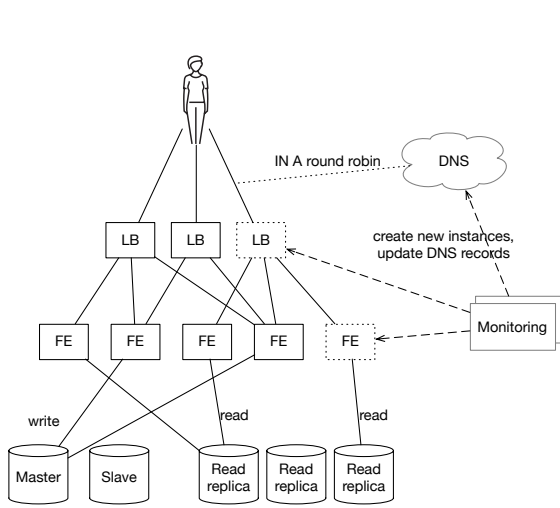 IN A round robin
DNS
LB
LB
LB
create new instances,
update DNS records
FE
FE
FE
FE
FE
Monitoring
write
read
read
Master
Slave
Read
replica
Read
replica
Read
replica